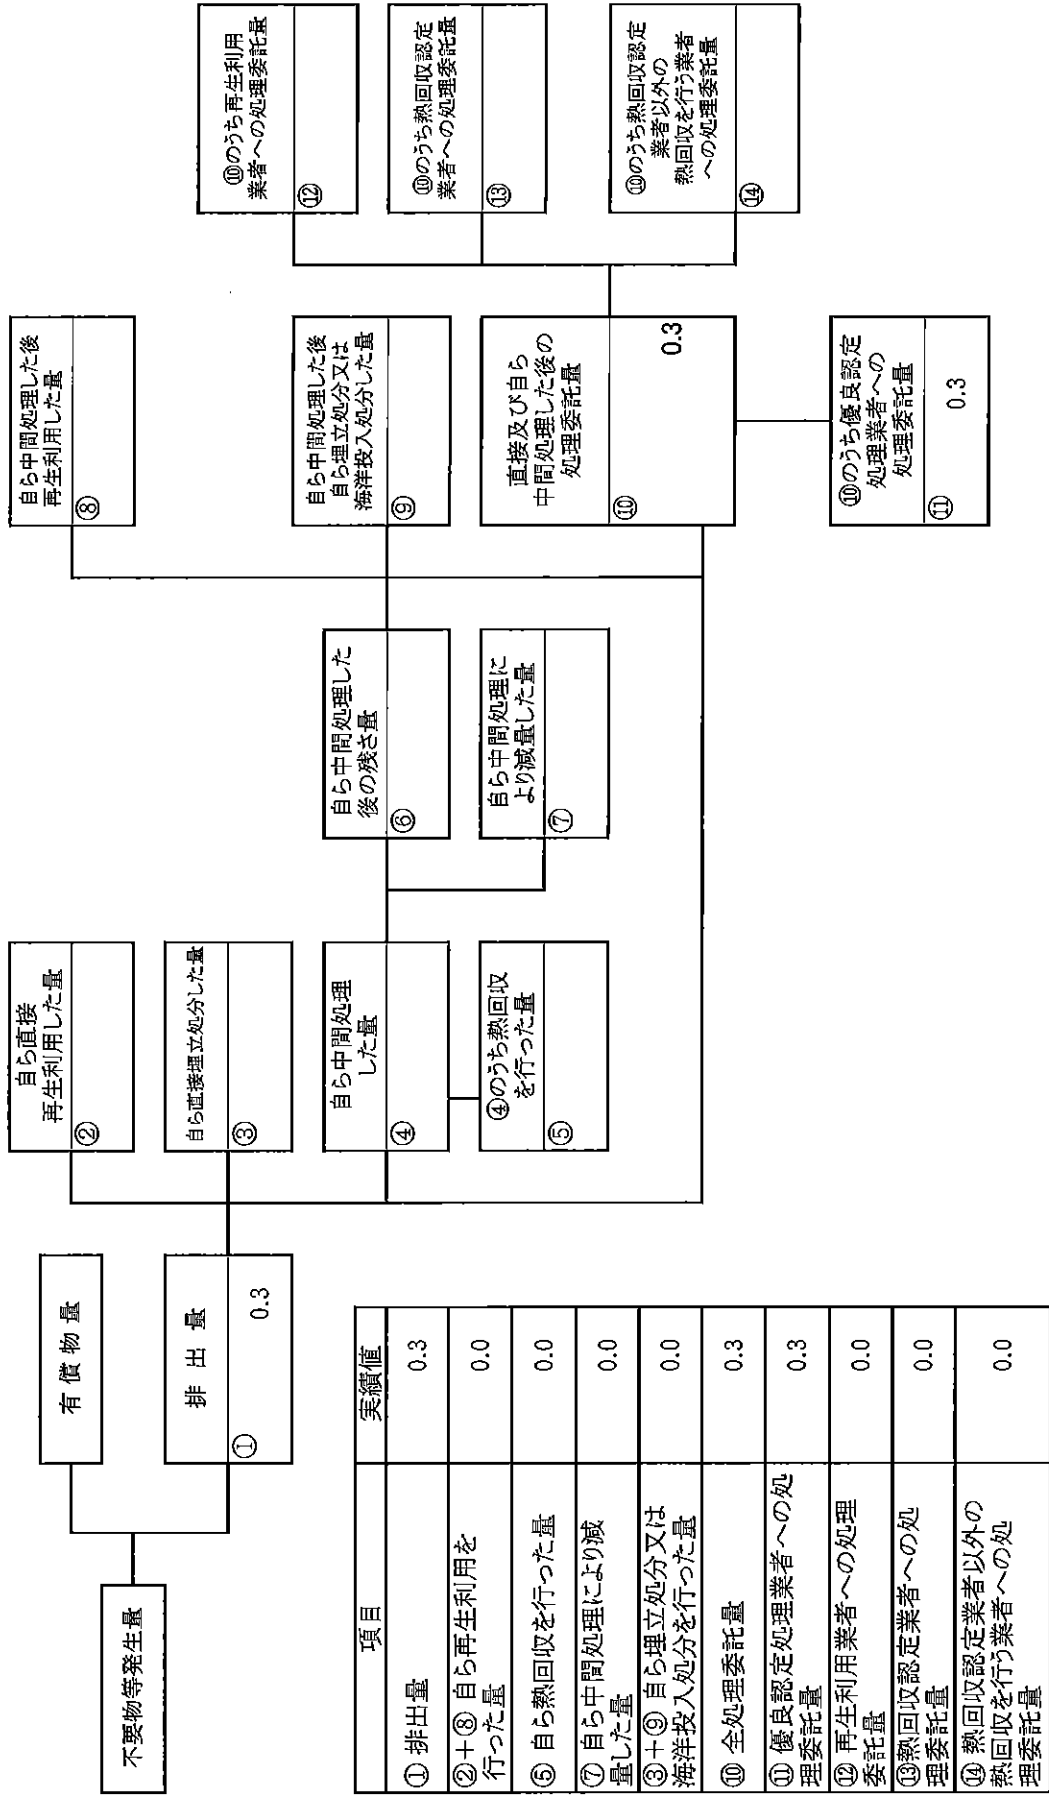 不要物等発生量
有償物量
排出量
①
0.3
自ら直接
再生利用した量
②
自ら直接埋立処分した量
③
自ら中間処理
した量
④
④のうち熱回収
を行った量
⑤
自ら中間処理した
後の残さ量
⑥
自ら中間処理に
より減量した量
⑦
自ら中間処理した後
再生利用した量
⑧
自ら中間処理した後
自ら埋立処分又は
海洋投入処分した量
⑨
直接及び自ら
中間処理した後の
処理委託量
⑩
0.3
⑩のうち優良認定
処理業者への
処理委託量
⑪
0.3
⑩のうち再生利用
業者への処理委託量
⑫
⑩のうち熱回収認定
業者への処理委託量
⑬
⑩のうち熱回収認定
業者以外の
熱回収を行う業者
への処理委託量
⑭
項目
実績値
① 排出量
0.3
②+⑧ 自ら再生利用を
行った量
0.0
⑤ 自ら熱回収を行った量
0.0
⑦ 自ら中間処理により減
量した量
0.0
③+⑨ 自ら埋立処分又は
海洋投入処分を行った量
0.0
⑩ 全処理委託量
0.3
⑪ 優良認定処理業者への処
理委託量
0.3
⑫ 再生利用業者への処理
委託量
0.0
⑬熱回収認定業者への処
理委託量
0.0
⑭ 熱回収認定業者以外の
熱回収を行う業者への処
理委託量
0.0